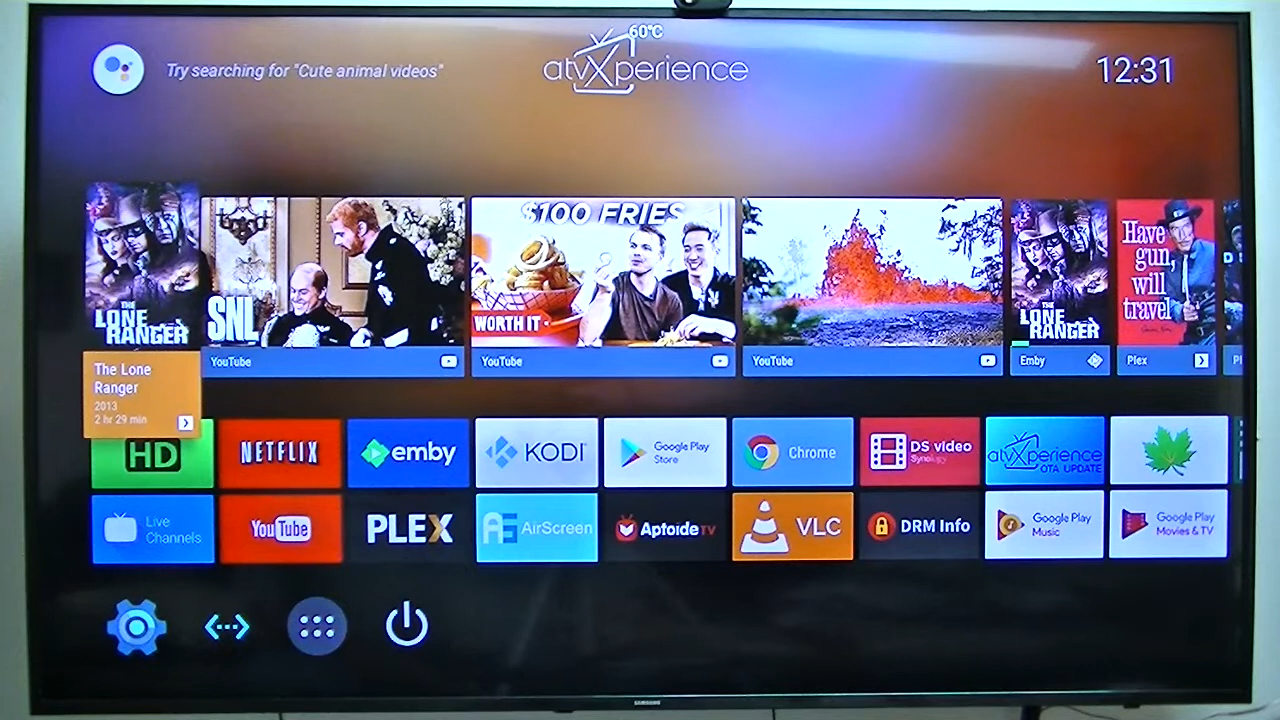 60°C
Try searching for "Cute animal videos"
atvXperience
12:31
THE
LONE
RANGER
SNL
$100 FRIES
WORTH IT
THE
LONE
RANGER
Have
gun,
will
travel
YouTube
YouTube
YouTube
Emby
Plex
The Lone
Ranger
2013
2 hr 29 min
HD
NETFLIX
emby
KODI
Google Play
Store
Chrome
DS video
Synology
atvXperience
OTA UPDATE
Live
Channels
YouTube
PLEX
AirScreen
Aptoide TV
VLC
DRM Info
Google Play
Music
Google Play
Movies & TV
SAMSUNG